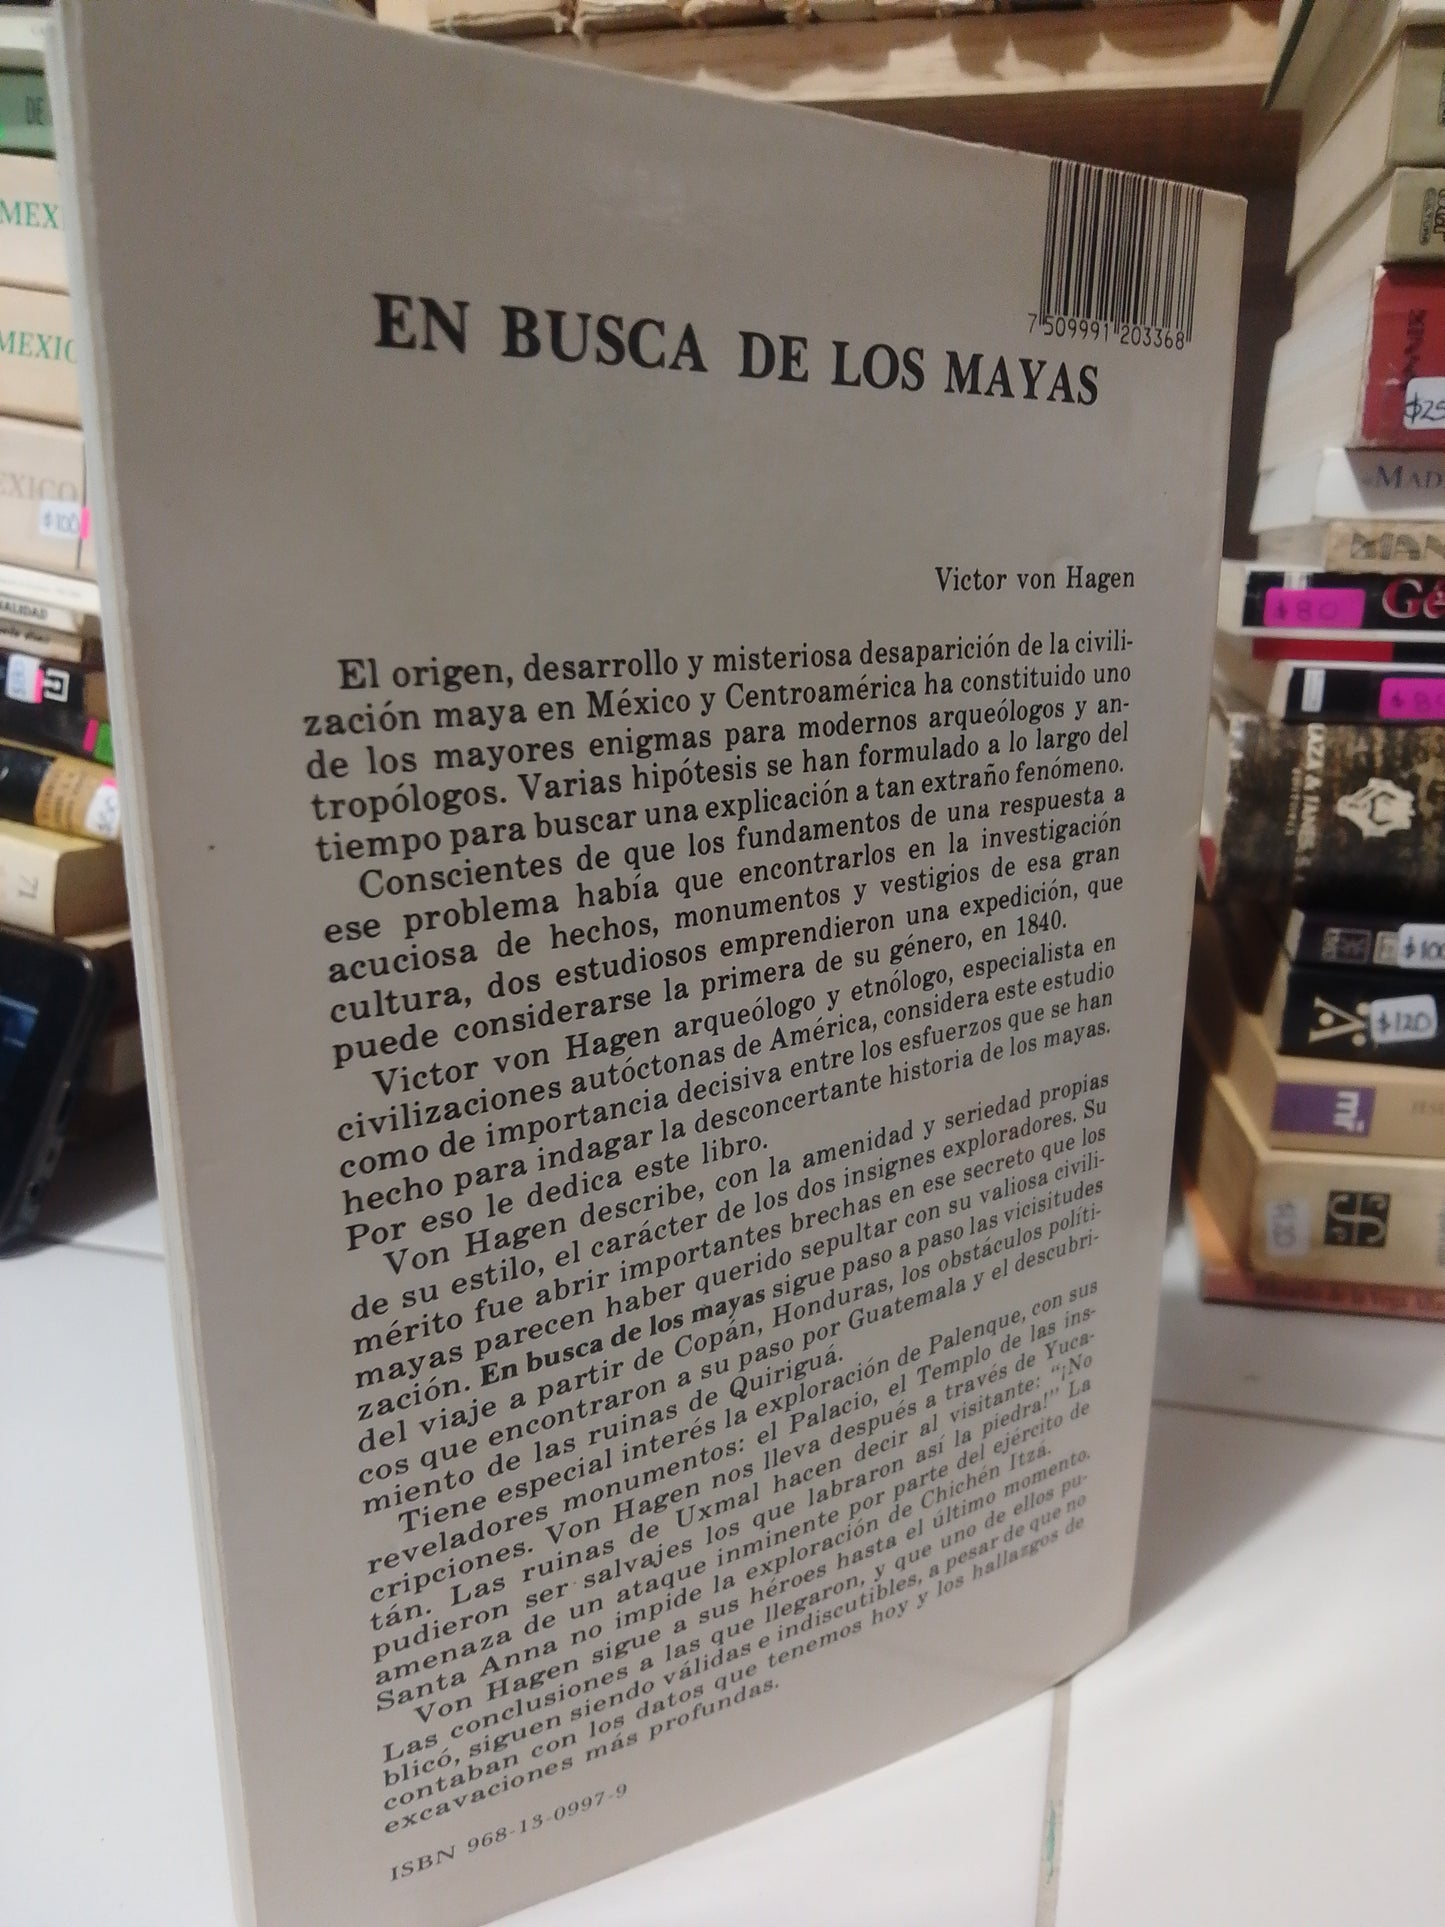 EN BUSCA DE LOS MAYAS
7 509991 203368
Victor von Hagen
El origen, desarrollo y misteriosa desaparición de la civili-
zación maya en México y Centroamérica ha constituido uno
de los mayores enigmas para modernos arqueólogos y an-
tropólogos. Varias hipótesis se han formulado a lo largo del
tiempo para buscar una explicación a tan extraño fenómeno.
Conscientes de que los fundamentos de una respuesta a
ese problema había que encontrarlos en la investigación
acuciosa de hechos, monumentos y vestigios de esa gran
cultura, dos estudiosos emprendieron una expedición, que
puede considerarse la primera de su género, en 1840.
Victor von Hagen arqueólogo y etnólogo, especialista en
civilizaciones autóctonas de América, considera este estudio
como de importancia decisiva entre los esfuerzos que se han
hecho para indagar la desconcertante historia de los mayas.
Por eso le dedica este libro.
Von Hagen describe, con la amenidad y seriedad propias
de su estilo, el carácter de los dos insignes exploradores. Su
mérito fue abrir importantes brechas en ese secreto que los
mayas parecen haber querido sepultar con su valiosa civili-
zación. En busca de los mayas sigue paso a paso las vicisitudes
del viaje a partir de Copán, Honduras, los obstáculos políti-
cos que encontraron a su paso por Guatemala y el descubri-
miento de las ruinas de Quiriguá.
Tiene especial interés la exploración de Palenque, con sus
reveladores monumentos: el Palacio, el Templo de las ins-
cripciones. Von Hagen nos lleva después a través de Yuca-
tán. Las ruinas de Uxmal hacen decir al visitante: "¡No
pudieron ser salvajes los que labraron así la piedra!" La
amenaza de un ataque inminente por parte del ejército de
Santa Anna no impide la exploración de Chichén Itzá.
Von Hagen sigue a sus héroes hasta el último momento.
Las conclusiones a las que llegaron, y que uno de ellos pu-
blicó, siguen siendo válidas e indiscutibles, a pesar de que no
contaban con los datos que tenemos hoy y los hallazgos de
excavaciones más profundas.
ISBN 968-13-0997-9
DE
MEX
MEXIC
EXICO
$100
$25
MAD
$80
Gé
$100
$120
71